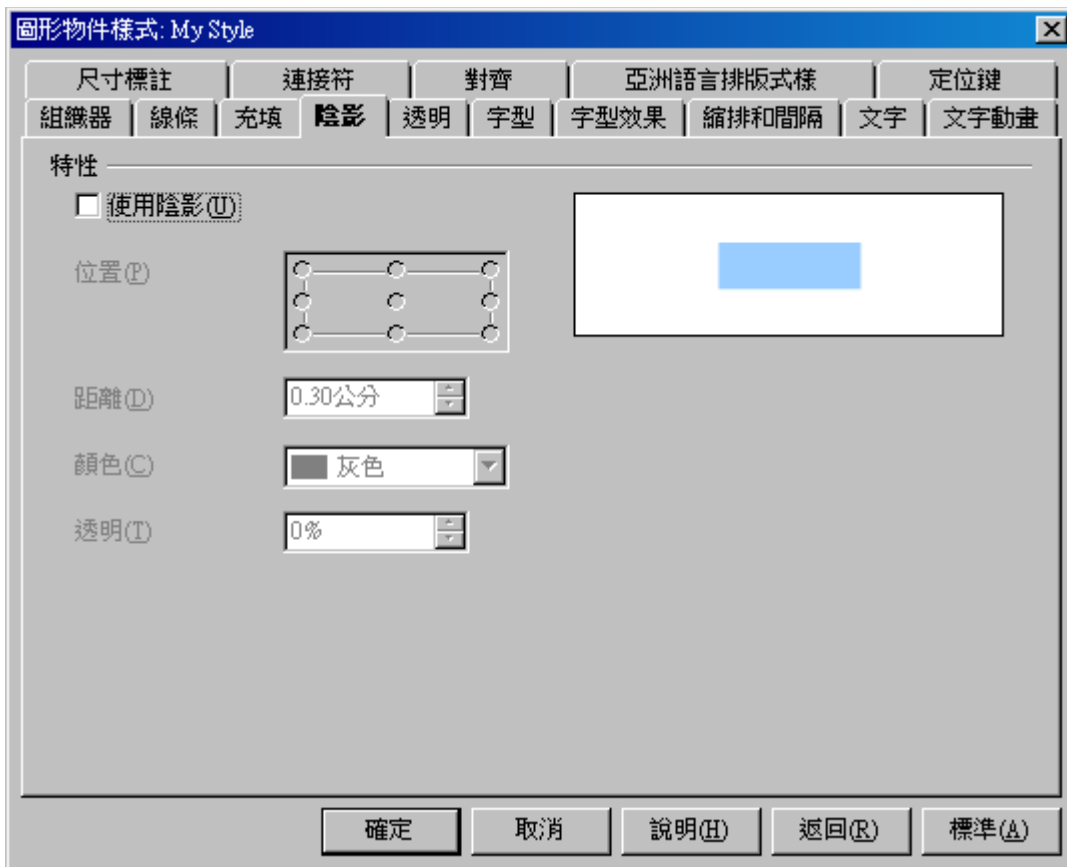 圖形物件樣式: My Style
尺寸標註 連接符 對齊 亞洲語言排版式樣 定位鍵
組織器 線條 充填 陰影 透明 字型 字型效果 縮排和間隔 文字 文字動畫
特性
使用陰影(U)
位置(P)
距離(D) 0.30公分
顏色(C) 灰色
透明(T) 0%
確定 取消 說明(H) 返回(R) 標準(A)